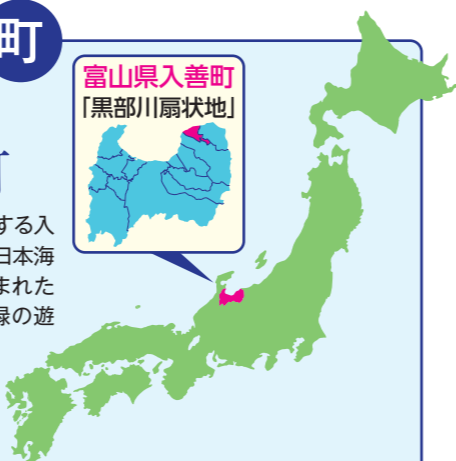 町
富山県入善町
「黒部川扇状地」
する入
日本海
まれた
緑の遊